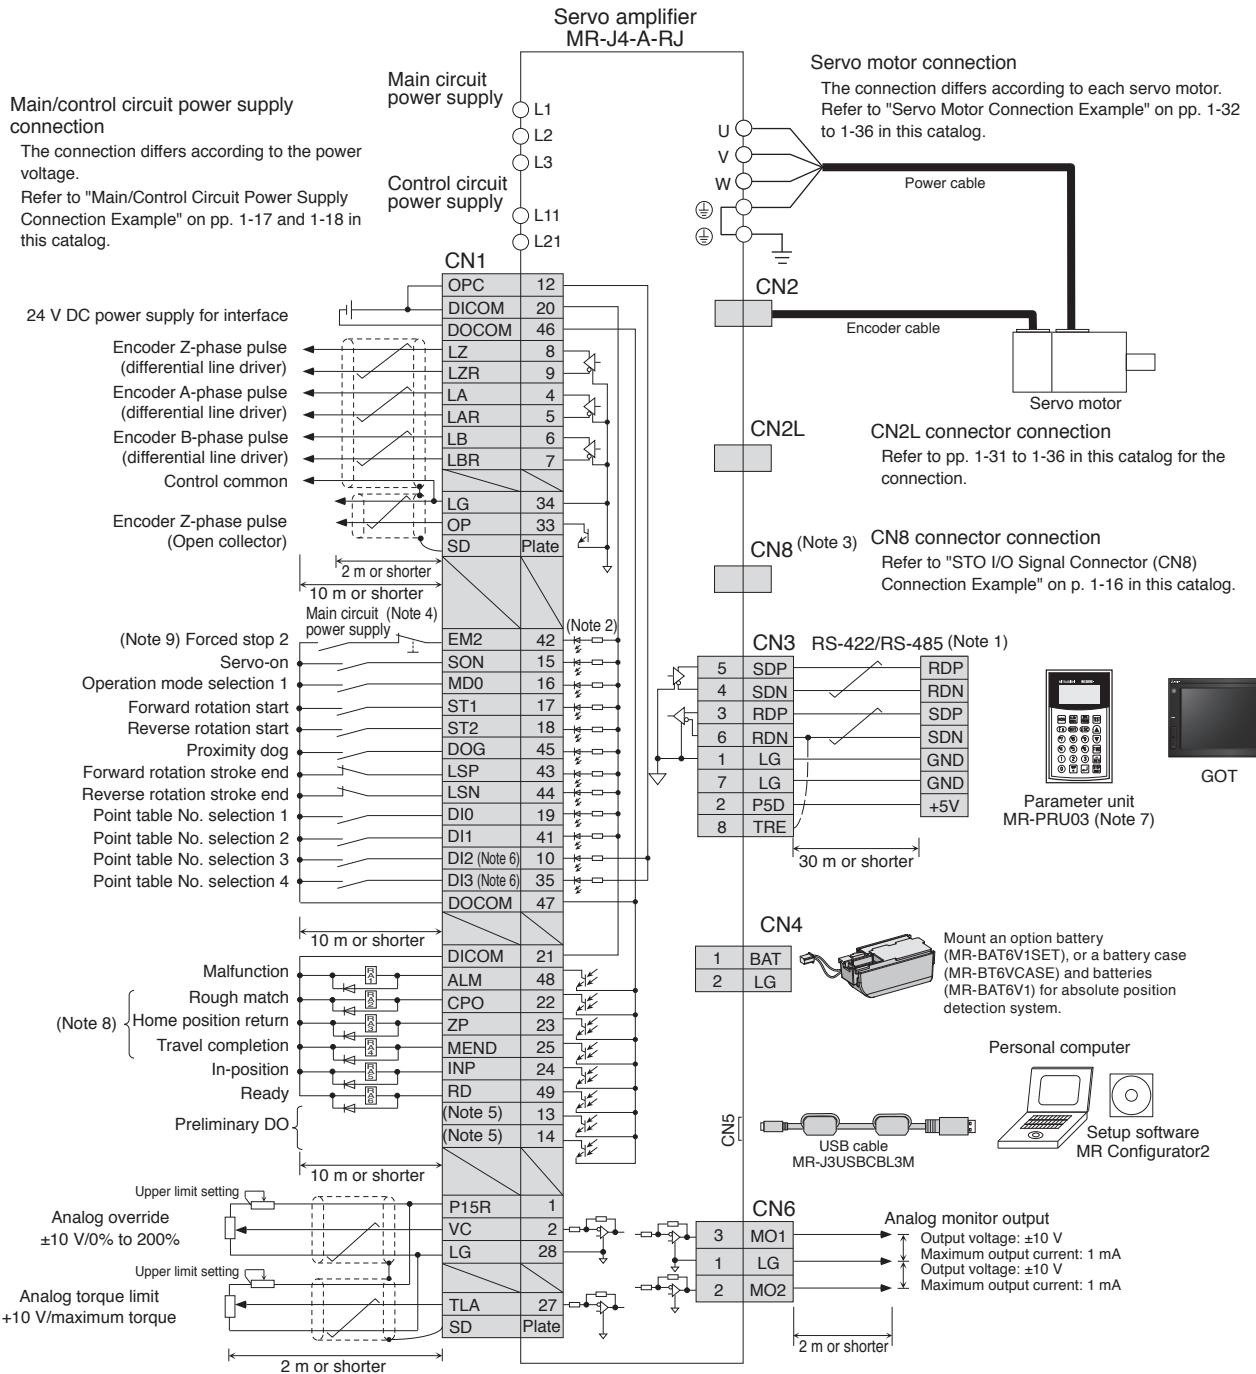 Servo amplifier
MR-J4-A-RJ
Main/control circuit power supply
connection
The connection differs according to the power
voltage.
Refer to "Main/Control Circuit Power Supply
Connection Example" on pp. 1-17 and 1-18 in
this catalog.
Main circuit
power supply
L1
L2
L3
Control circuit
power supply
L11
L21
Servo motor connection
The connection differs according to each servo motor.
Refer to "Servo Motor Connection Example" on pp. 1-32
to 1-36 in this catalog.
U
V
W
Power cable
CN2
Encoder cable
Servo motor
CN2L
CN2L connector connection
Refer to pp. 1-31 to 1-36 in this catalog for the
connection.
CN8 (Note 3)
CN8 connector connection
Refer to "STO I/O Signal Connector (CN8)
Connection Example" on p. 1-16 in this catalog.
CN1
OPC 12
24 V DC power supply for interface
DICOM 20
DOCOM 46
Encoder Z-phase pulse
(differential line driver)
LZ 8
LZR 9
Encoder A-phase pulse
(differential line driver)
LA 4
LAR 5
Encoder B-phase pulse
(differential line driver)
LB 6
LBR 7
Control common
LG 34
Encoder Z-phase pulse
(Open collector)
OP 33
SD Plate
2 m or shorter
10 m or shorter
Main circuit (Note 4)
power supply
(Note 2)
(Note 9) Forced stop 2 EM2 42
Servo-on SON 15
Operation mode selection 1 MD0 16
Forward rotation start ST1 17
Reverse rotation start ST2 18
Proximity dog DOG 45
Forward rotation stroke end LSP 43
Reverse rotation stroke end LSN 44
Point table No. selection 1 DI0 19
Point table No. selection 2 DI1 41
Point table No. selection 3 DI2 (Note 6) 10
Point table No. selection 4 DI3 (Note 6) 35
DOCOM 47
10 m or shorter
DICOM 21
Malfunction RA1 ALM 48
(Note 8)
Rough match RA2 CPO 22
Home position return RA3 ZP 23
Travel completion RA4 MEND 25
In-position RA5 INP 24
Ready RA6 RD 49
Preliminary DO
(Note 5) 13
(Note 5) 14
10 m or shorter
Upper limit setting
P15R 1
Analog override
±10 V/0% to 200%
VC 2
LG 28
Upper limit setting
Analog torque limit
+10 V/maximum torque
TLA 27
SD Plate
2 m or shorter
CN3 RS-422/RS-485 (Note 1)
5 SDP RDP
4 SDN RDN
3 RDP SDP
6 RDN SDN
1 LG GND
7 LG GND
2 P5D +5V
8 TRE
30 m or shorter
Parameter unit
MR-PRU03 (Note 7)
GOT
CN4
1 BAT
2 LG
Mount an option battery
(MR-BAT6V1SET), or a battery case
(MR-BT6VCASE) and batteries
(MR-BAT6V1) for absolute position
detection system.
Personal computer
CN5
USB cable
MR-J3USBCBL3M
Setup software
MR Configurator2
CN6
3 MO1
1 LG
2 MO2
Analog monitor output
Output voltage: ±10 V
Maximum output current: 1 mA
Output voltage: ±10 V
Maximum output current: 1 mA
2 m or shorter